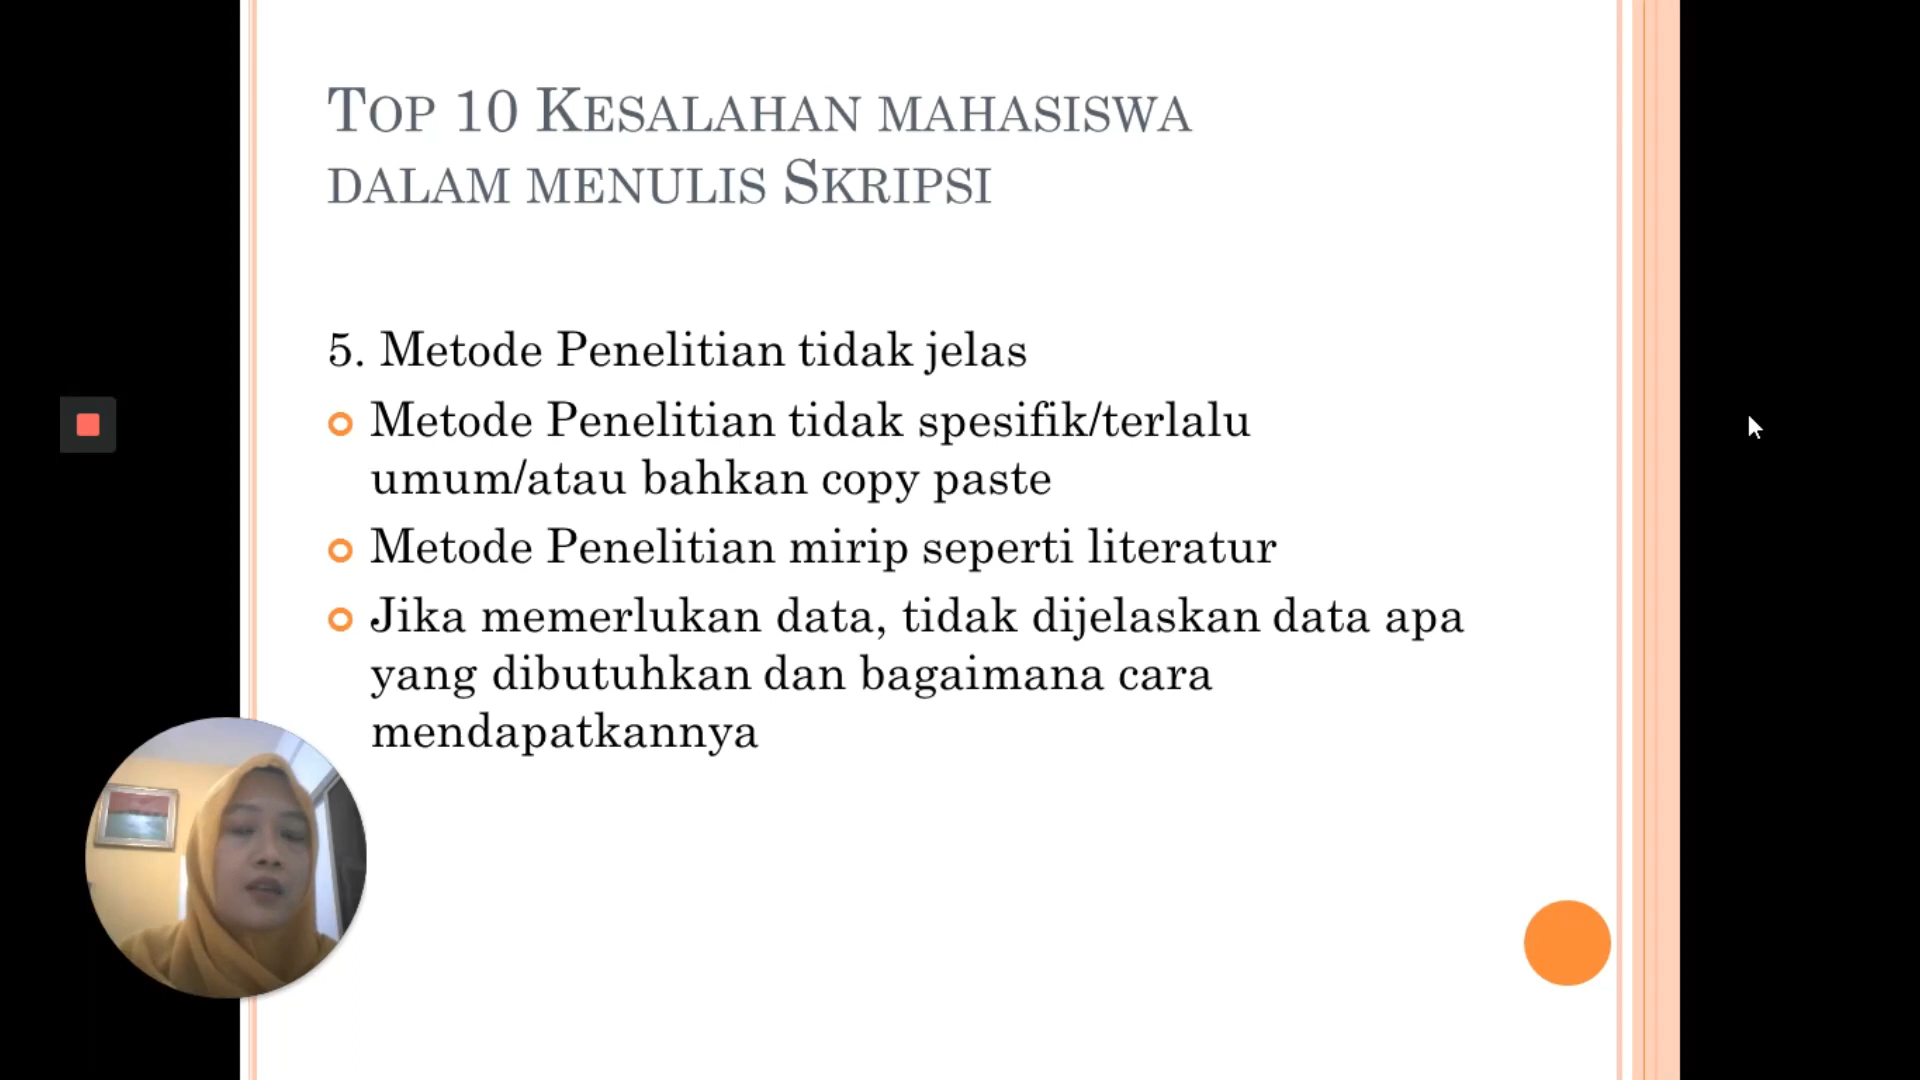 Top 10 Kesalahan mahasiswa
dalam menulis Skripsi
5. Metode Penelitian tidak jelas
Metode Penelitian tidak spesifik/terlalu
umum/atau bahkan copy paste
Metode Penelitian mirip seperti literatur
Jika memerlukan data, tidak dijelaskan data apa
yang dibutuhkan dan bagaimana cara
mendapatkannya